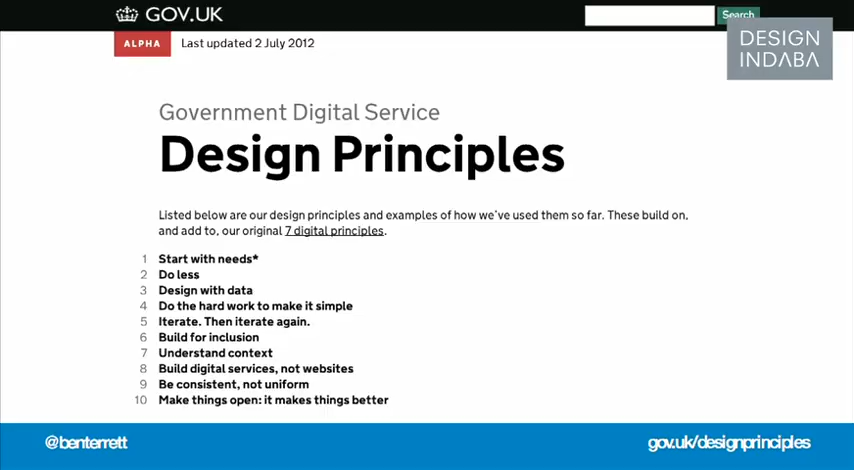 GOV.UK
Search
DESIGN
INDABA
ALPHA Last updated 2 July 2012
Government Digital Service
Design Principles
Listed below are our design principles and examples of how we've used them so far. These build on,
and add to, our original 7 digital principles.
1 Start with needs*
2 Do less
3 Design with data
4 Do the hard work to make it simple
5 Iterate. Then iterate again.
6 Build for inclusion
7 Understand context
8 Build digital services, not websites
9 Be consistent, not uniform
10 Make things open: it makes things better
@benterrett
gov.uk/designprinciples